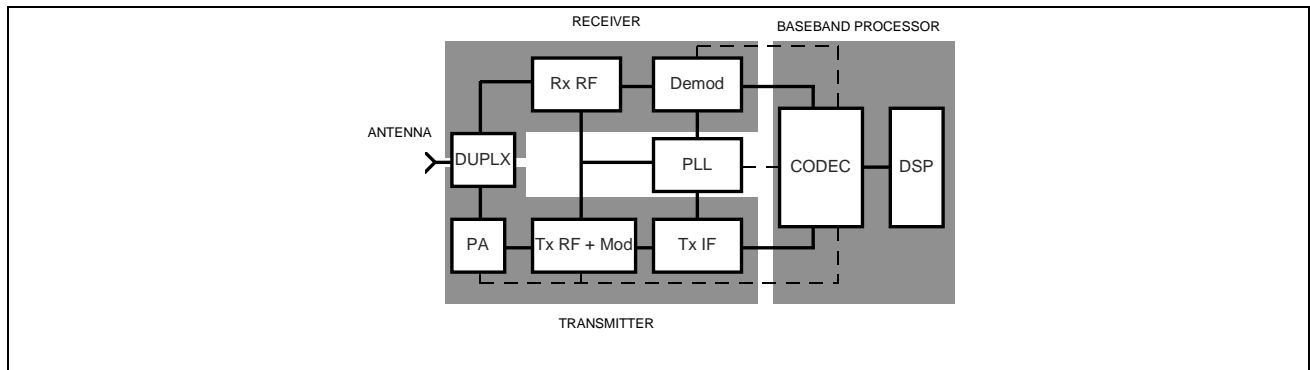 RECEIVER
BASEBAND PROCESSOR
Rx RF
Demod
ANTENNA
DUPLX
PLL
CODEC
DSP
PA
Tx RF + Mod
Tx IF
TRANSMITTER